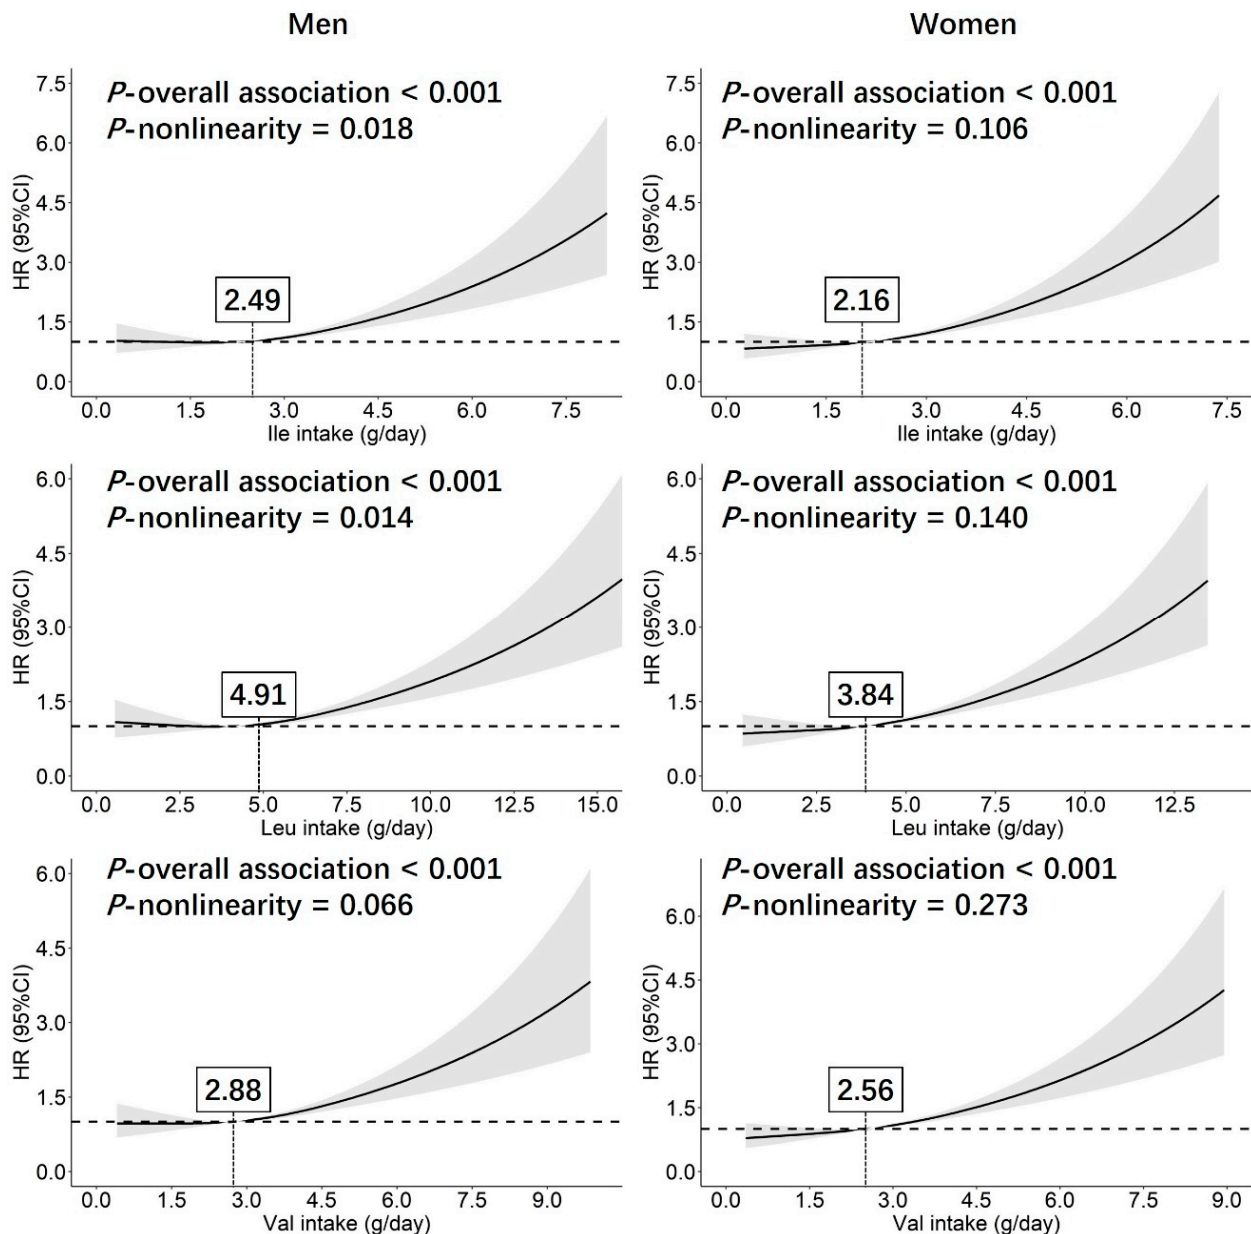 Men
Women
P-overall association < 0.001
P-nonlinearity = 0.018
HR (95%CI)
7.5
6.0
4.5
3.0
1.5
0.0
2.49
0.0 1.5 3.0 4.5 6.0 7.5
Ile intake (g/day)
P-overall association < 0.001
P-nonlinearity = 0.106
HR (95%CI)
7.5
6.0
4.5
3.0
1.5
0.0
2.16
0.0 1.5 3.0 4.5 6.0 7.5
Ile intake (g/day)
P-overall association < 0.001
P-nonlinearity = 0.014
HR (95%CI)
6.0
4.5
3.0
1.5
0.0
4.91
0.0 2.5 5.0 7.5 10.0 12.5 15.0
Leu intake (g/day)
P-overall association < 0.001
P-nonlinearity = 0.140
HR (95%CI)
6.0
4.5
3.0
1.5
0.0
3.84
0.0 2.5 5.0 7.5 10.0 12.5
Leu intake (g/day)
P-overall association < 0.001
P-nonlinearity = 0.066
HR (95%CI)
6.0
4.5
3.0
1.5
0.0
2.88
0.0 1.5 3.0 4.5 6.0 7.5 9.0
Val intake (g/day)
P-overall association < 0.001
P-nonlinearity = 0.273
HR (95%CI)
6.0
4.5
3.0
1.5
0.0
2.56
0.0 1.5 3.0 4.5 6.0 7.5 9.0
Val intake (g/day)